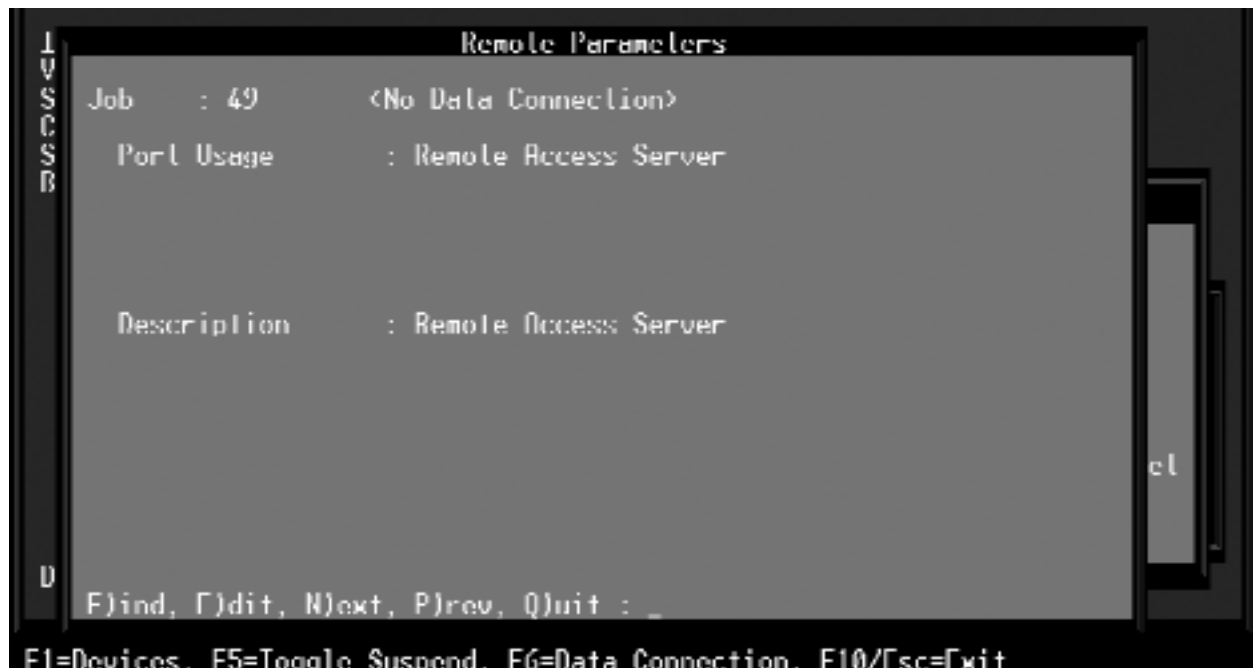 Remote Parameters
Job : 49 <No Data Connection>
Port Usage : Remote Access Server
Description : Remote Access Server
F)ind, E)dit, N)ext, P)rev, Q)uit : _
F1=Devices, F5=Toggle Suspend, F6=Data Connection, F10/Esc=Exit
I
V
S
C
S
B
D
el